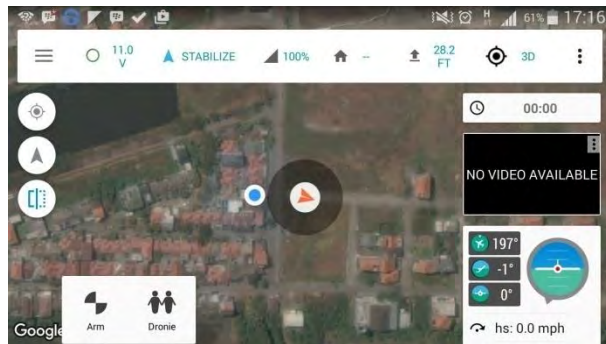 61% 17:16
11.0 V
STABILIZE
100%
--
28.2 FT
3D
00:00
NO VIDEO AVAILABLE
197°
-1°
0°
hs: 0.0 mph
Arm
Dronie
Google